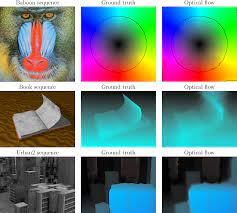 Baboon sequence
Ground truth
Optical flow
Book sequence
Ground truth
Optical flow
Urban2 sequence
Ground truth
Optical flow